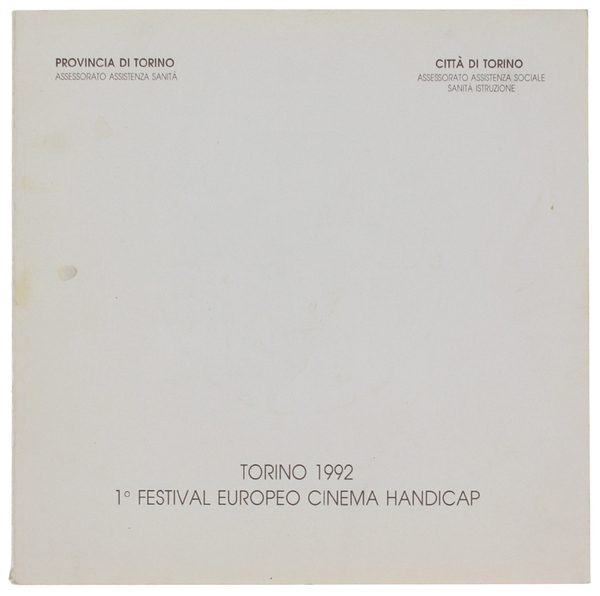 PROVINCIA DI TORINO
ASSESSORATO ASSISTENZA SANITÀ
CITTÀ DI TORINO
ASSESSORATO ASSISTENZA SOCIALE
SANITÀ ISTRUZIONE
TORINO 1992
1° FESTIVAL EUROPEO CINEMA HANDICAP